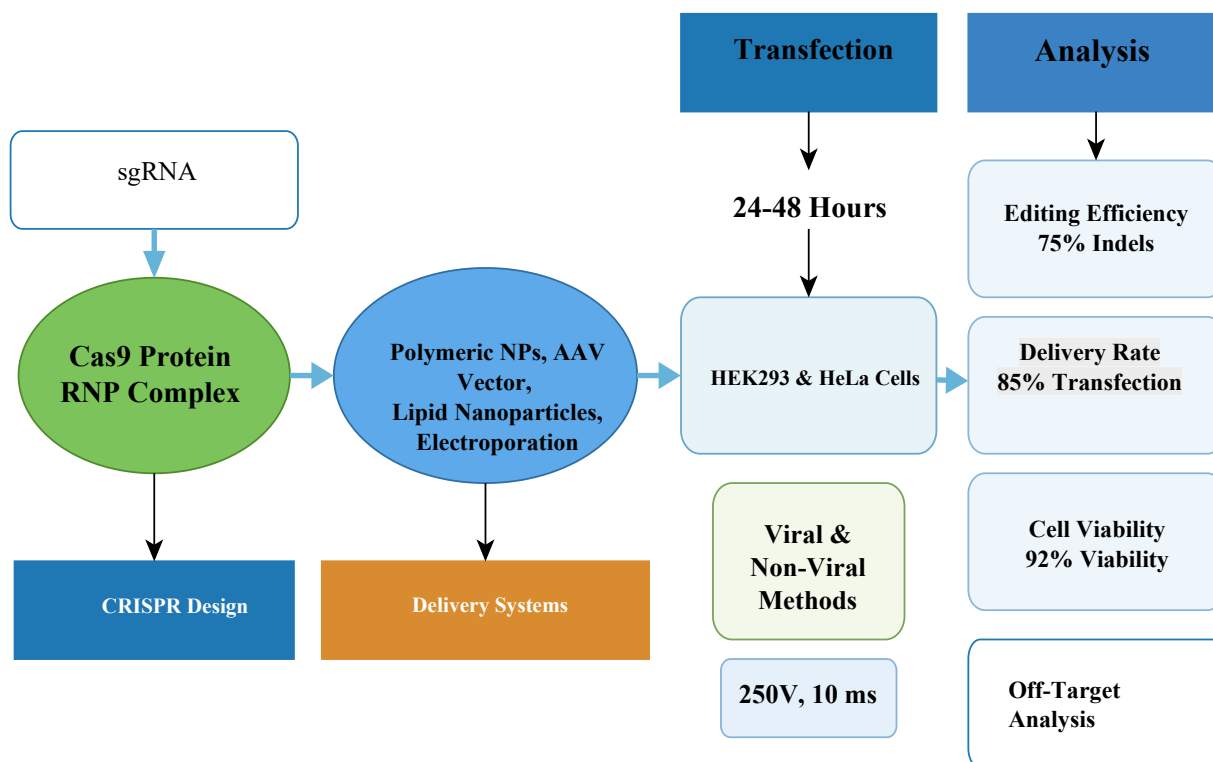 Transfection
Analysis
sgRNA
24-48 Hours
Editing Efficiency
75% Indels
Cas9 Protein
RNP Complex
Polymeric NPs, AAV
Vector,
Lipid Nanoparticles,
Electroporation
HEK293 & HeLa Cells
Delivery Rate
85% Transfection
Viral &
Non-Viral
Methods
Cell Viability
92% Viability
CRISPR Design
Delivery Systems
250V, 10 ms
Off-Target
Analysis